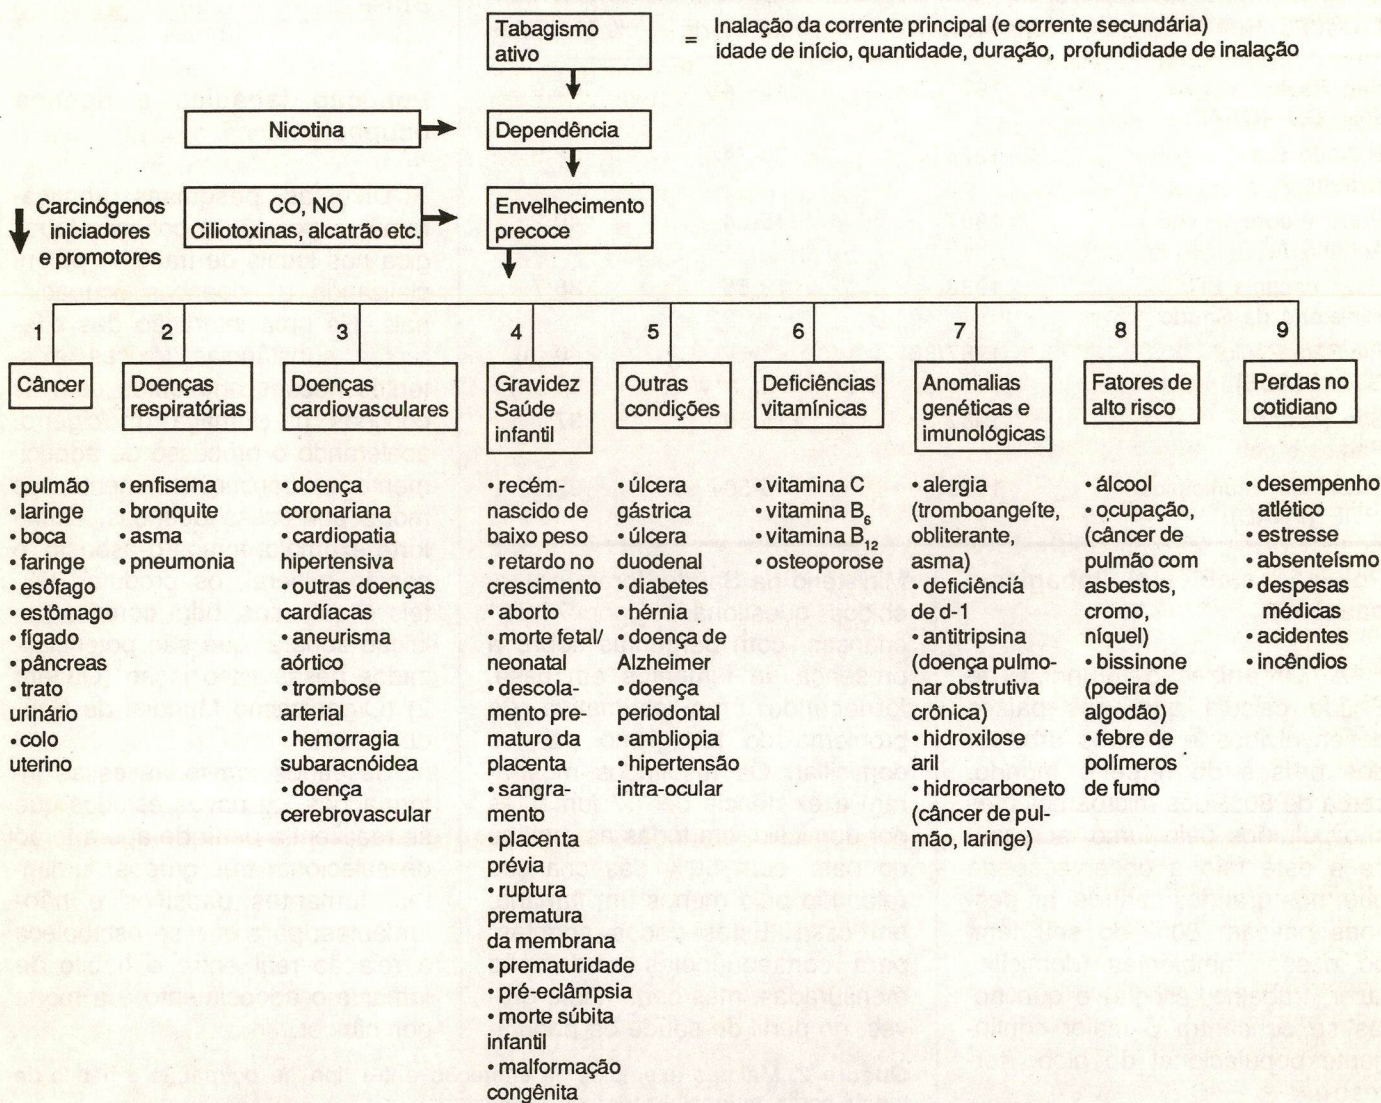 Tabagismo
ativo
= Inalação da corrente principal (e corrente secundária)
idade de início, quantidade, duração, profundidade de inalação
Nicotina
Dependência
Carcinógenos
iniciadores
e promotores
CO, NO
Ciliotoxinas, alcatrão etc.
Envelhecimento
precoce
1
Câncer
• pulmão
• laringe
• boca
• faringe
• esôfago
• estômago
• fígado
• pâncreas
• trato
urinário
• colo
uterino
2
Doenças
respiratórias
• enfisema
• bronquite
• asma
• pneumonia
3
Doenças
cardiovasculares
• doença
coronariana
• cardiopatia
hipertensiva
• outras doenças
cardíacas
• aneurisma
aórtico
• trombose
arterial
• hemorragia
subaracnóidea
• doença
cerebrovascular
4
Gravidez
Saúde
infantil
• recém-
nascido de
baixo peso
• retardo no
crescimento
• aborto
• morte fetal/
neonatal
• descola-
mento pre-
maturo da
placenta
• sangra-
mento
• placenta
prévia
• ruptura
prematura
da membrana
• prematuridade
• pré-eclâmpsia
• morte súbita
infantil
• malformação
congênita
5
Outras
condições
• úlcera
gástrica
• úlcera
duodenal
• diabetes
• hérnia
• doença de
Alzheimer
• doença
periodontal
• ambliopia
• hipertensão
intra-ocular
6
Deficiências
vitamínicas
• vitamina C
• vitamina B6
• vitamina B12
• osteoporose
7
Anomalias
genéticas e
imunológicas
• alergia
(tromboangeíte,
obliterante,
asma)
• deficiênciá
de d-1
• antitripsina
(doença pulmo-
nar obstrutiva
crônica)
• hidroxilose
aril
• hidrocarboneto
(câncer de pul-
mão, laringe)
8
Fatores de
alto risco
• álcool
• ocupação,
(câncer de
pulmão com
asbestos,
cromo,
níquel)
• bissinone
(poeira de
algodão)
• febre de
polímeros
de fumo
9
Perdas no
cotidiano
• desempenho
atlético
• estresse
• absenteísmo
• despesas
médicas
• acidentes
• incêndios